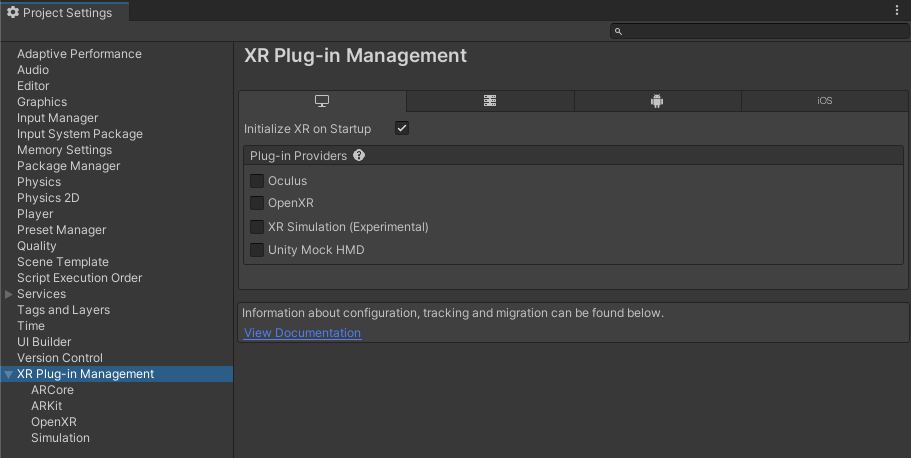 Project Settings
Adaptive Performance
Audio
Editor
Graphics
Input Manager
Input System Package
Memory Settings
Package Manager
Physics
Physics 2D
Player
Preset Manager
Quality
Scene Template
Script Execution Order
Services
Tags and Layers
Time
UI Builder
Version Control
XR Plug-in Management
ARCore
ARKit
OpenXR
Simulation
XR Plug-in Management
iOS
Initialize XR on Startup
Plug-in Providers ?
Oculus
OpenXR
XR Simulation (Experimental)
Unity Mock HMD
Information about configuration, tracking and migration can be found below.
View Documentation